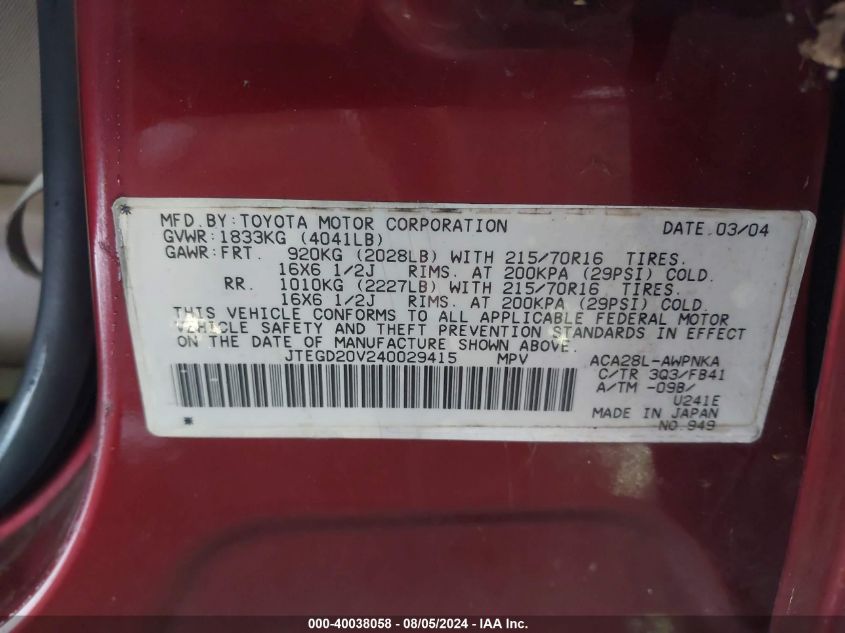 MFD. BY: TOYOTA MOTOR CORPORATION DATE. 03/04
GVWR: 1833KG (4041LB)
GAWR: FRT. 920KG (2028LB) WITH 215/70R16 TIRES.
16X6 1/2J RIMS. AT 200KPA (29PSI) COLD.
RR. 1010KG (2227LB) WITH 215/70R16 TIRES.
16X6 1/2J RIMS. AT 200KPA (29PSI) COLD.
THIS VEHICLE CONFORMS TO ALL APPLICABLE FEDERAL MOTOR
VEHICLE SAFETY AND THEFT PREVENTION STANDARDS IN EFFECT
ON THE DATE OF MANUFACTURE SHOWN ABOVE.
JTEGD20V240029415 MPV ACA28L-AWPNKA
C/TR 3Q3/FB41
A/TM -09B/
U241E
MADE IN JAPAN
NO.949
000-40038058 - 08/05/2024 - IAA Inc.